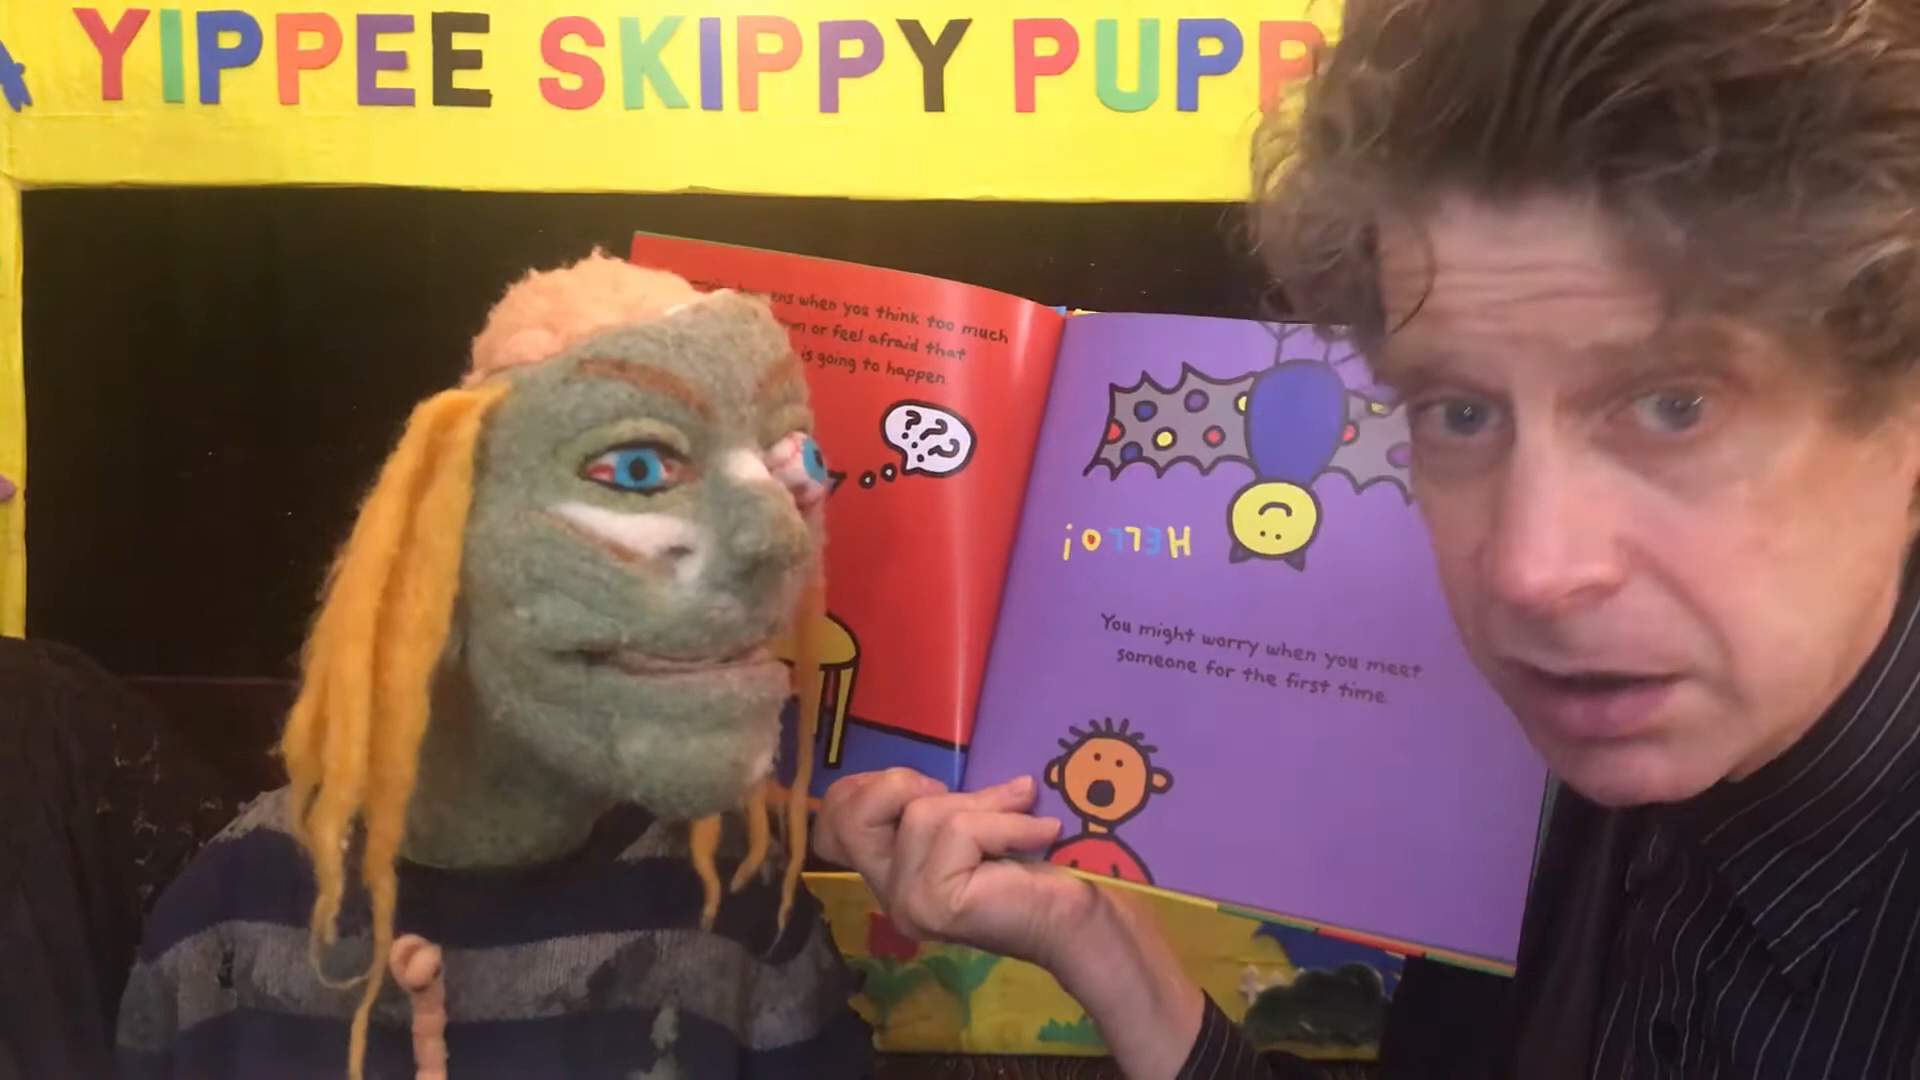 YIPPEE SKIPPY PUPP
when you think too much
or feel afraid that
is going to happen.
???
HELLO!
You might worry when you meet
someone for the first time.